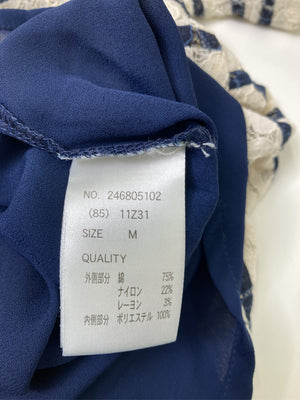 NO. 246805102
(85) 11Z31
SIZE M
QUALITY
外側部分 綿 75%
ナイロン 22%
レーヨン 3%
内側部分 ポリエステル 100%